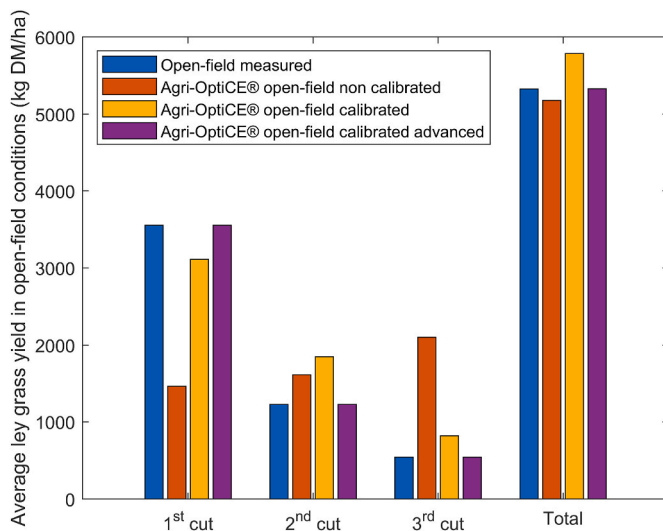 Average ley grass yield in open-field conditions (kg DM/ha)
6000
5000
4000
3000
2000
1000
0
Open-field measured
Agri-OptiCE® open-field non calibrated
Agri-OptiCE® open-field calibrated
Agri-OptiCE® open-field calibrated advanced
1st cut
2nd cut
3rd cut
Total